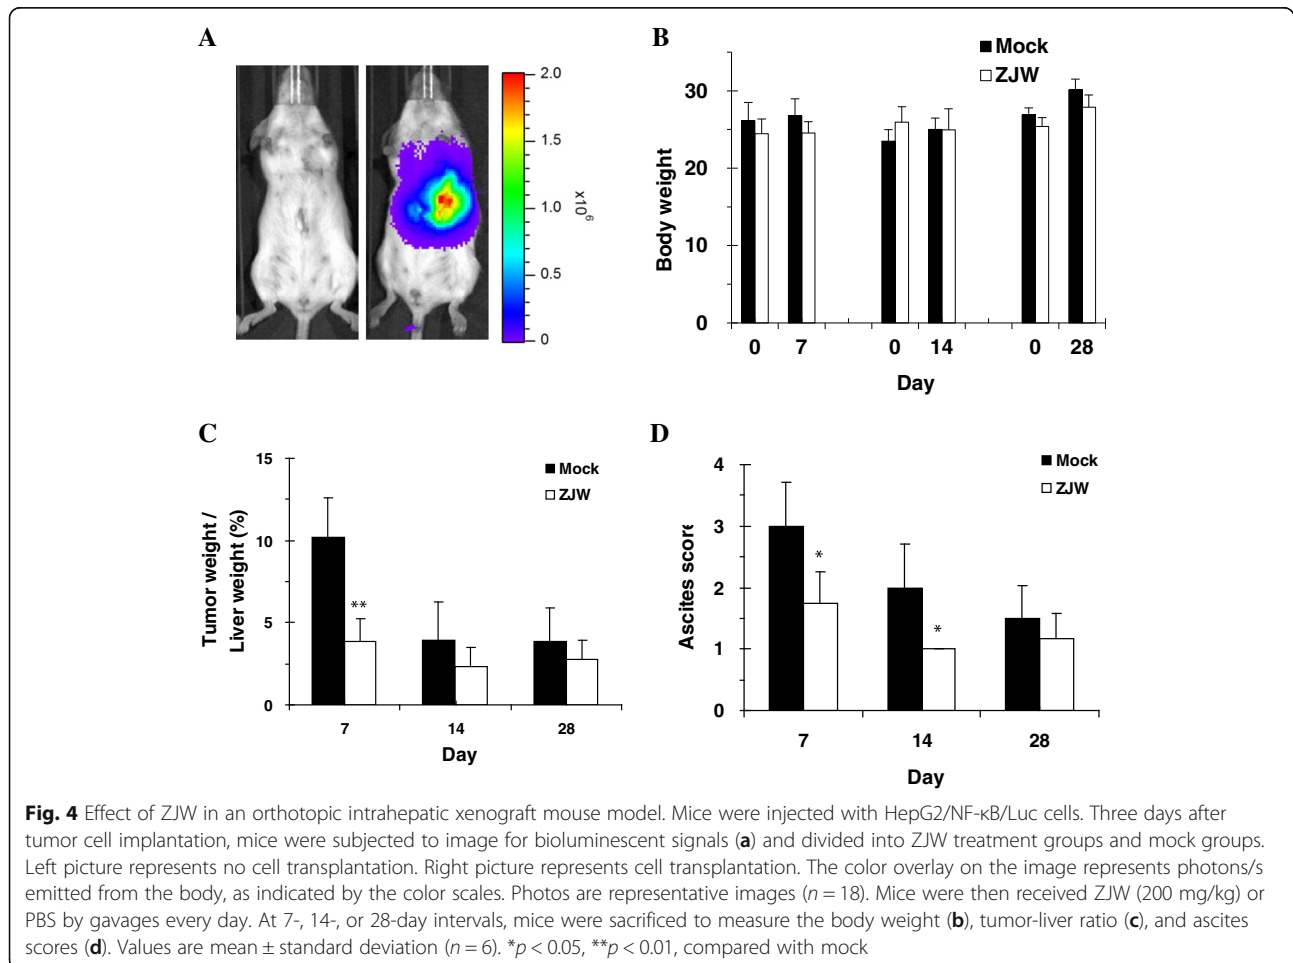 A
2.0
1.0
0.5
0
x10^6
B
Mock
ZJW
30
20
10
0
Body weight
0 7 0 14 0 28
Day
C
15
10
5
0
Tumor weight /
Liver weight (%)
Mock
ZJW
**
7 14 28
Day
D
4
3
2
1
0
Ascites score
Mock
ZJW
*
*
7 14 28
Day
Fig. 4 Effect of ZJW in an orthotopic intrahepatic xenograft mouse model. Mice were injected with HepG2/NF-κB/Luc cells. Three days after
tumor cell implantation, mice were subjected to image for bioluminescent signals (a) and divided into ZJW treatment groups and mock groups.
Left picture represents no cell transplantation. Right picture represents cell transplantation. The color overlay on the image represents photons/s
emitted from the body, as indicated by the color scales. Photos are representative images (n = 18). Mice were then received ZJW (200 mg/kg) or
PBS by gavages every day. At 7-, 14-, or 28-day intervals, mice were sacrificed to measure the body weight (b), tumor-liver ratio (c), and ascites
scores (d). Values are mean ± standard deviation (n = 6). *p < 0.05, **p < 0.01, compared with mock